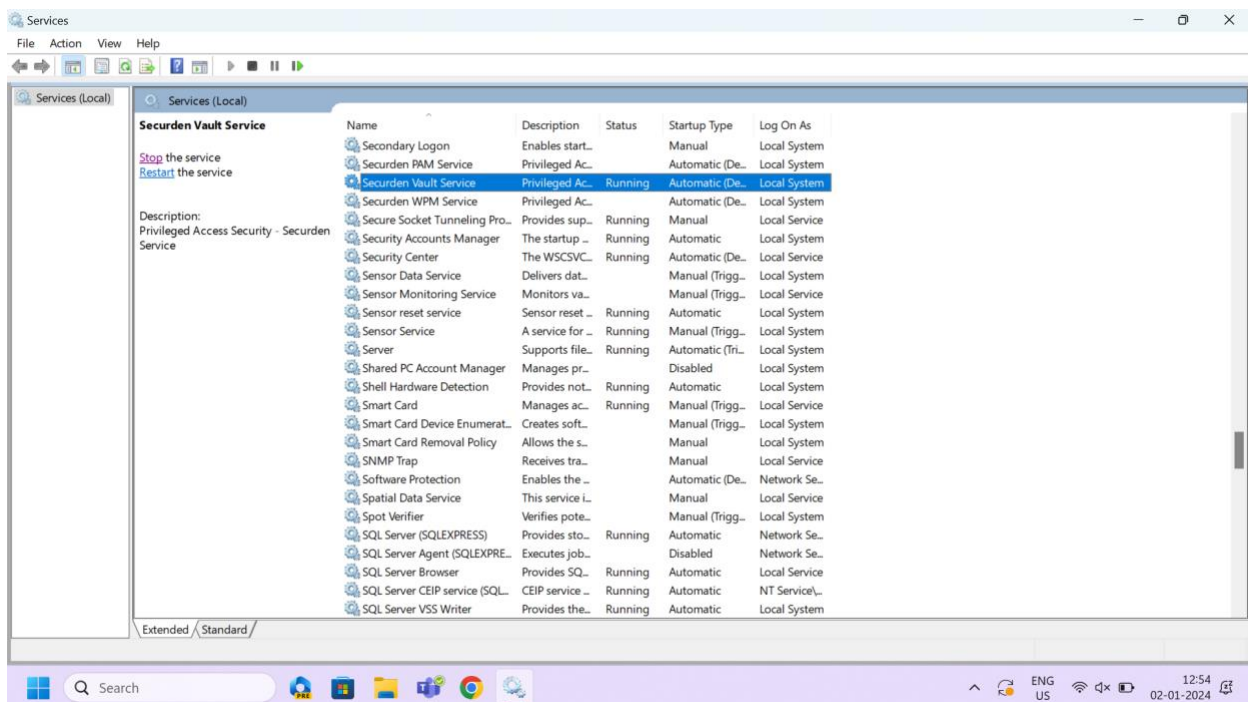 Services
File Action View Help
Services (Local)
Services (Local)
Securden Vault Service
Stop the service
Restart the service
Description:
Privileged Access Security - Securden
Service
Name Description Status Startup Type Log On As
Secondary Logon Enables start... Manual Local System
Securden PAM Service Privileged Ac... Automatic (De... Local System
Securden Vault Service Privileged Ac... Running Automatic (De... Local System
Securden WPM Service Privileged Ac... Automatic (De... Local System
Secure Socket Tunneling Pro... Provides sup... Running Manual Local Service
Security Accounts Manager The startup ... Running Automatic Local System
Security Center The WSCSVC... Running Automatic (De... Local Service
Sensor Data Service Delivers dat... Manual (Trigg... Local System
Sensor Monitoring Service Monitors va... Manual (Trigg... Local Service
Sensor reset service Sensor reset ... Running Automatic Local System
Sensor Service A service for ... Running Manual (Trigg... Local System
Server Supports file... Running Automatic (Tri... Local System
Shared PC Account Manager Manages pr... Disabled Local System
Shell Hardware Detection Provides not... Running Automatic Local System
Smart Card Manages ac... Running Manual (Trigg... Local Service
Smart Card Device Enumerat... Creates soft... Manual (Trigg... Local System
Smart Card Removal Policy Allows the s... Manual Local System
SNMP Trap Receives tra... Manual Local Service
Software Protection Enables the ... Automatic (De... Network Se...
Spatial Data Service This service i... Manual Local Service
Spot Verifier Verifies pote... Manual (Trigg... Local System
SQL Server (SQLEXPRESS) Provides sto... Running Automatic Network Se...
SQL Server Agent (SQLEXPRE... Executes job... Disabled Network Se...
SQL Server Browser Provides SQ... Running Automatic Local Service
SQL Server CEIP service (SQL... CEIP service ... Running Automatic NT Service\...
SQL Server VSS Writer Provides the... Running Automatic Local System
Extended Standard
Search
PRE
ENG
US
12:54
02-01-2024